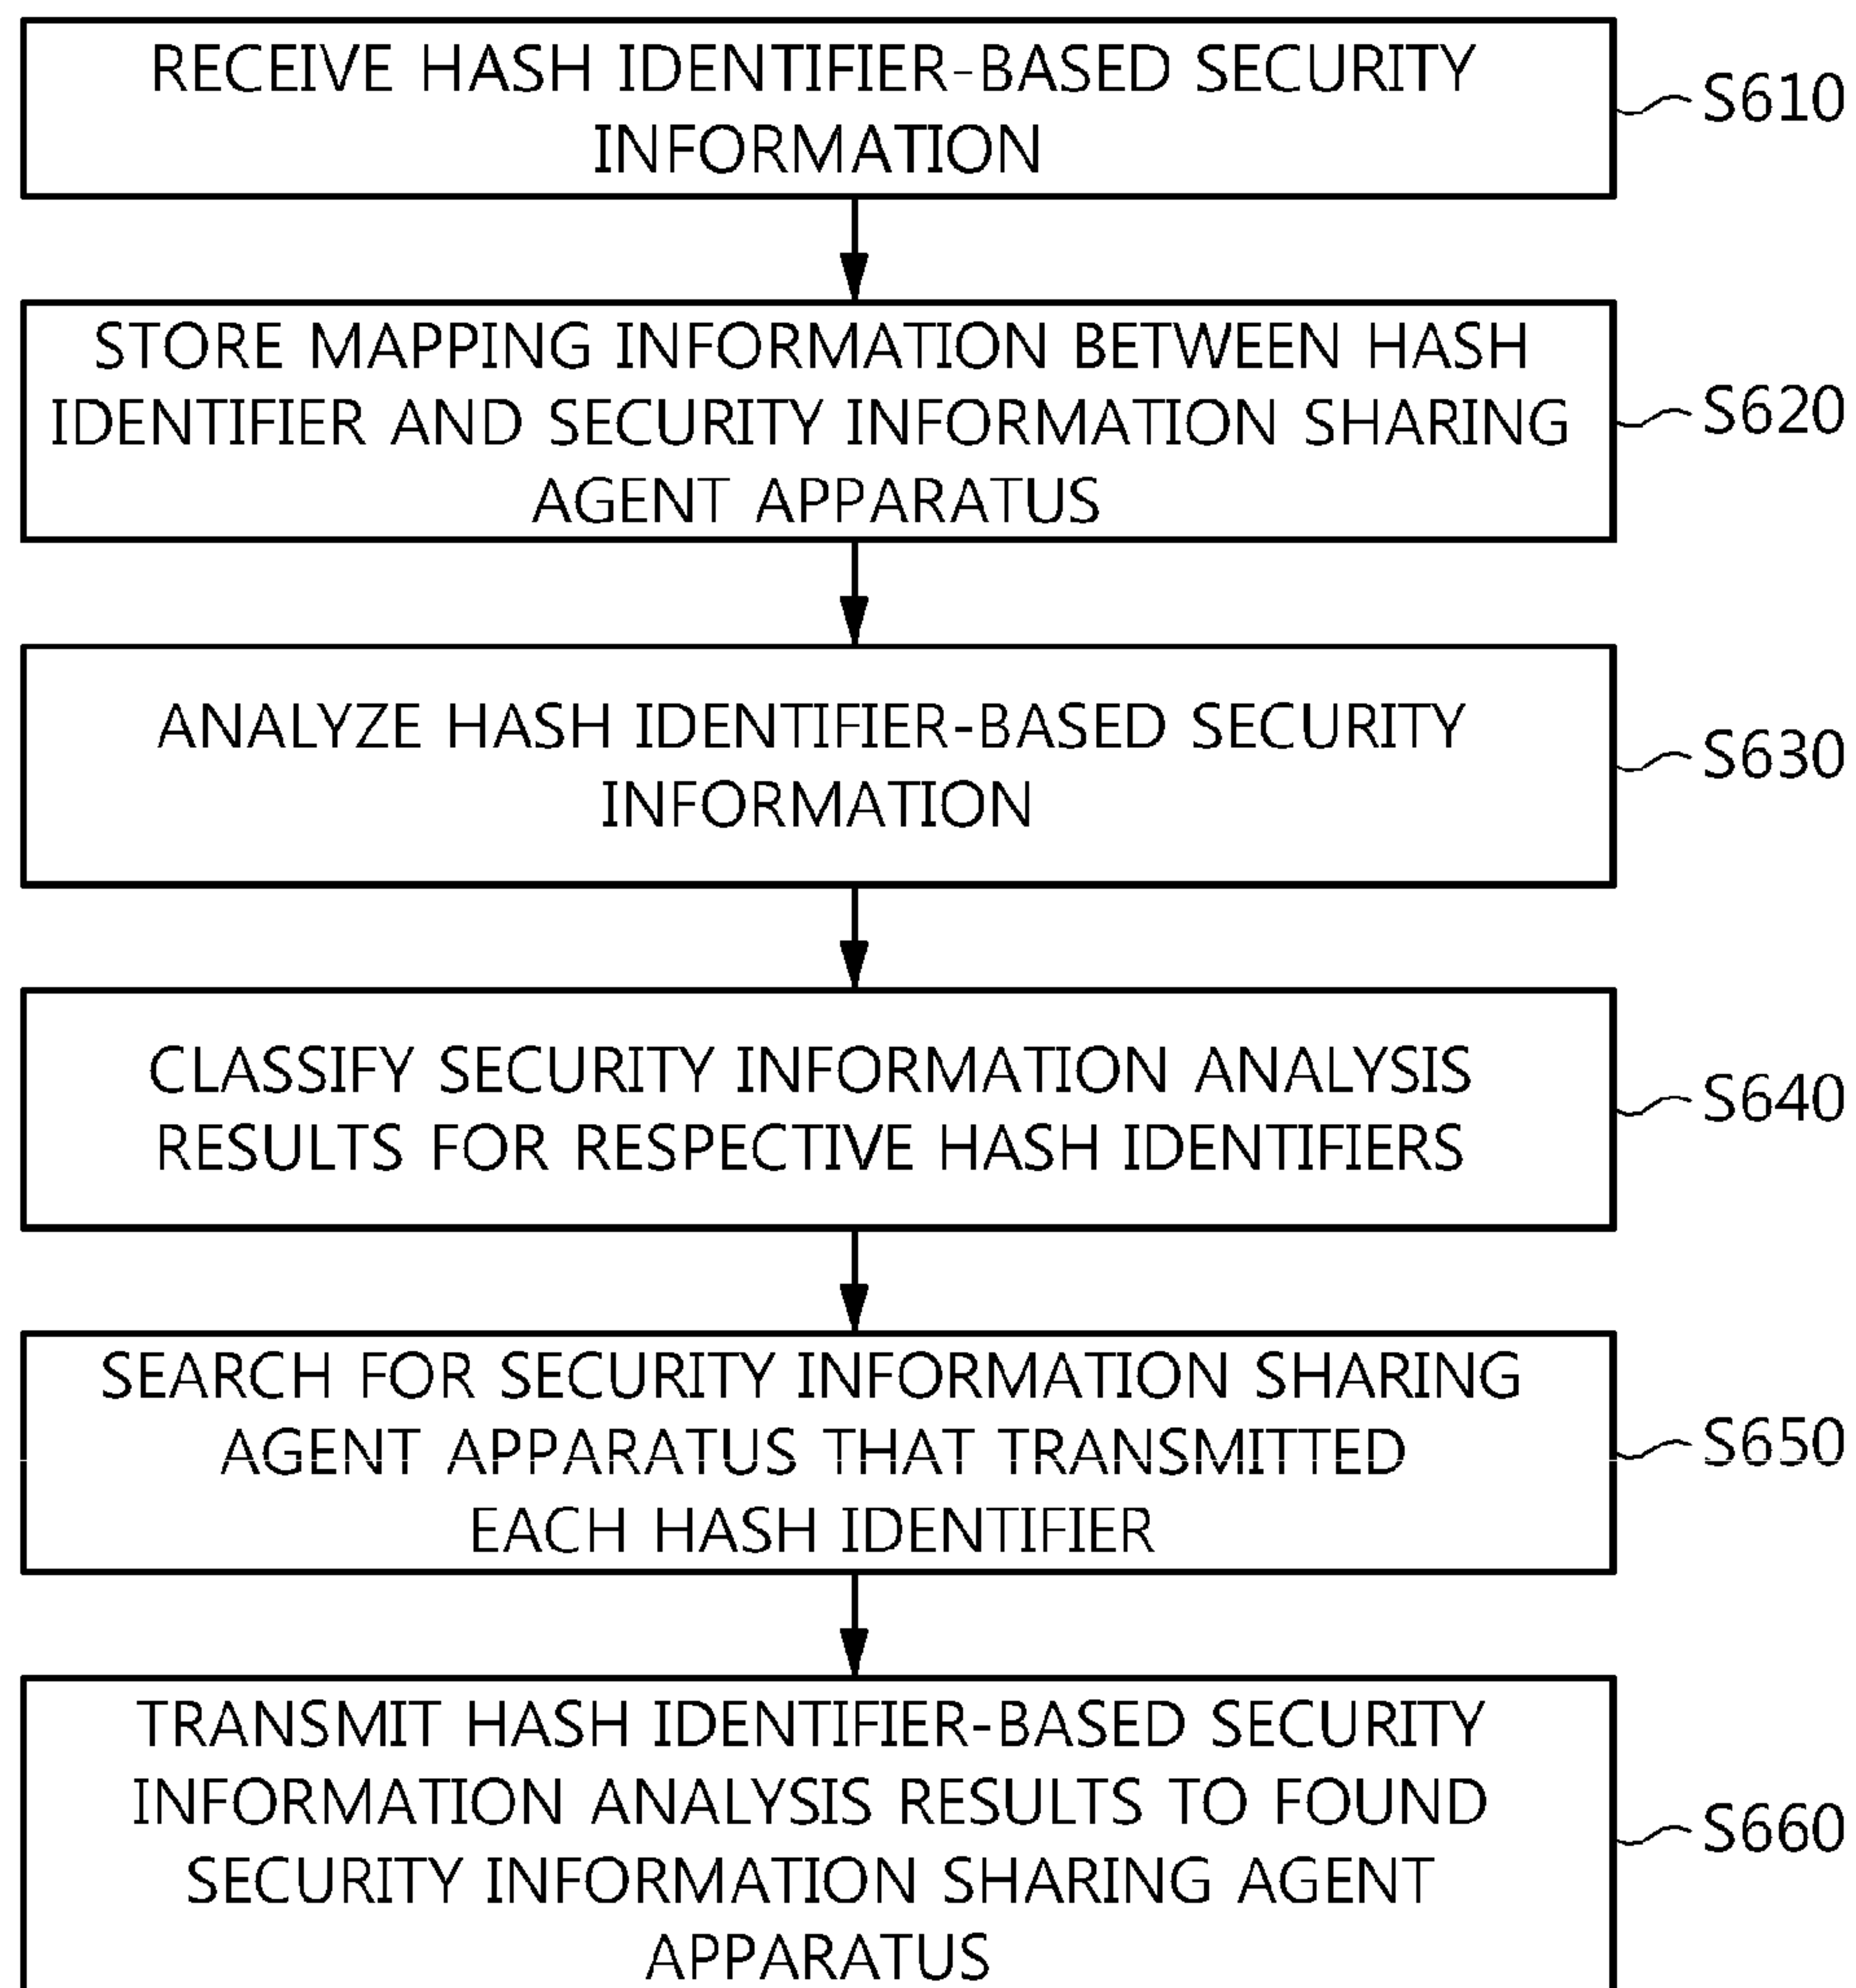 RECEIVE HASH IDENTIFIER-BASED SECURITY
INFORMATION
S610
STORE MAPPING INFORMATION BETWEEN HASH
IDENTIFIER AND SECURITY INFORMATION SHARING
AGENT APPARATUS
S620
ANALYZE HASH IDENTIFIER-BASED SECURITY
INFORMATION
S630
CLASSIFY SECURITY INFORMATION ANALYSIS
RESULTS FOR RESPECTIVE HASH IDENTIFIERS
S640
SEARCH FOR SECURITY INFORMATION SHARING
AGENT APPARATUS THAT TRANSMITTED
EACH HASH IDENTIFIER
S650
TRANSMIT HASH IDENTIFIER-BASED SECURITY
INFORMATION ANALYSIS RESULTS TO FOUND
SECURITY INFORMATION SHARING AGENT
APPARATUS
S660